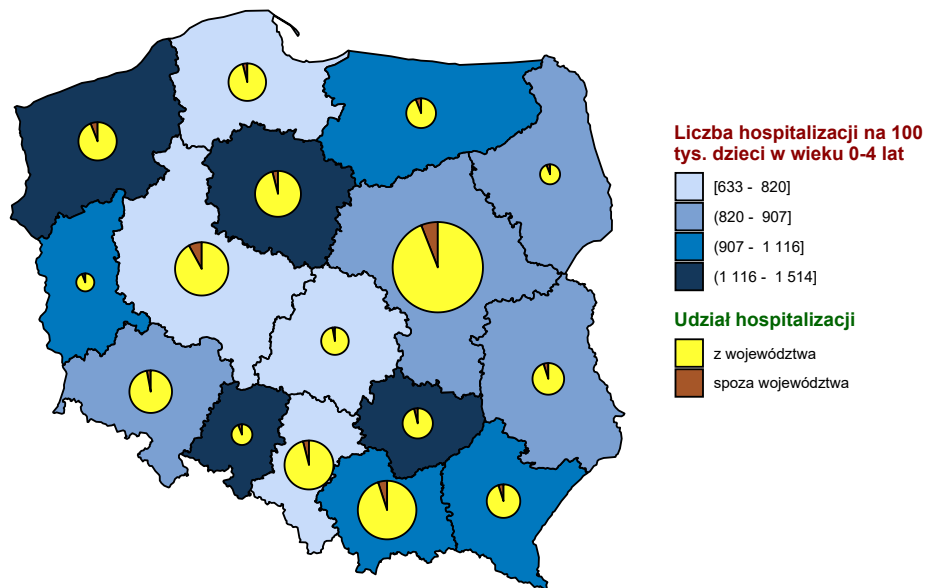 Liczba hospitalizacji na 100
tys. dzieci w wieku 0-4 lat
[633 - 820]
(820 - 907]
(907 - 1 116]
(1 116 - 1 514]
Udział hospitalizacji
z województwa
spoza województwa